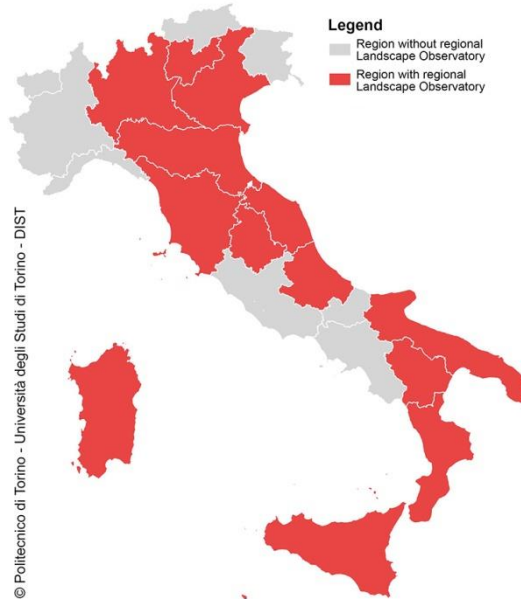 Legend
Region without regional
Landscape Observatory
Region with regional
Landscape Observatory
© Politecnico di Torino - Università degli Studi di Torino - DIST